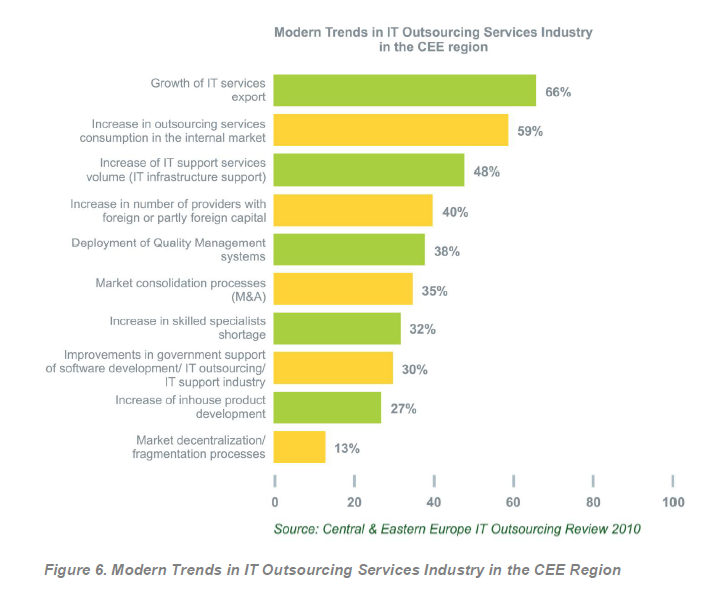 Modern Trends in IT Outsourcing Services Industry
in the CEE region
Growth of IT services
export
66%
Increase in outsourcing services
consumption in the internal market
59%
Increase of IT support services
volume (IT infrastructure support)
48%
Increase in number of providers with
foreign or partly foreign capital
40%
Deployment of Quality Management
systems
38%
Market consolidation processes
(M&A)
35%
Increase in skilled specialists
shortage
32%
Improvements in government support
of software development/ IT outsourcing/
IT support industry
30%
Increase of inhouse product
development
27%
Market decentralization/
fragmentation processes
13%
0 20 40 60 80 100
Source: Central & Eastern Europe IT Outsourcing Review 2010
Figure 6. Modern Trends in IT Outsourcing Services Industry in the CEE Region